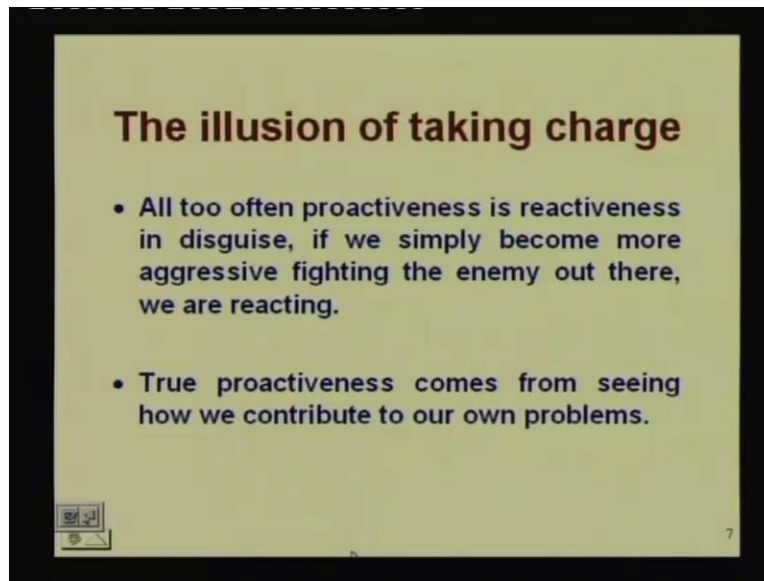 The illusion of taking charge
• All too often proactiveness is reactiveness
in disguise, if we simply become more
aggressive fighting the enemy out there,
we are reacting.
• True proactiveness comes from seeing
how we contribute to our own problems.
7